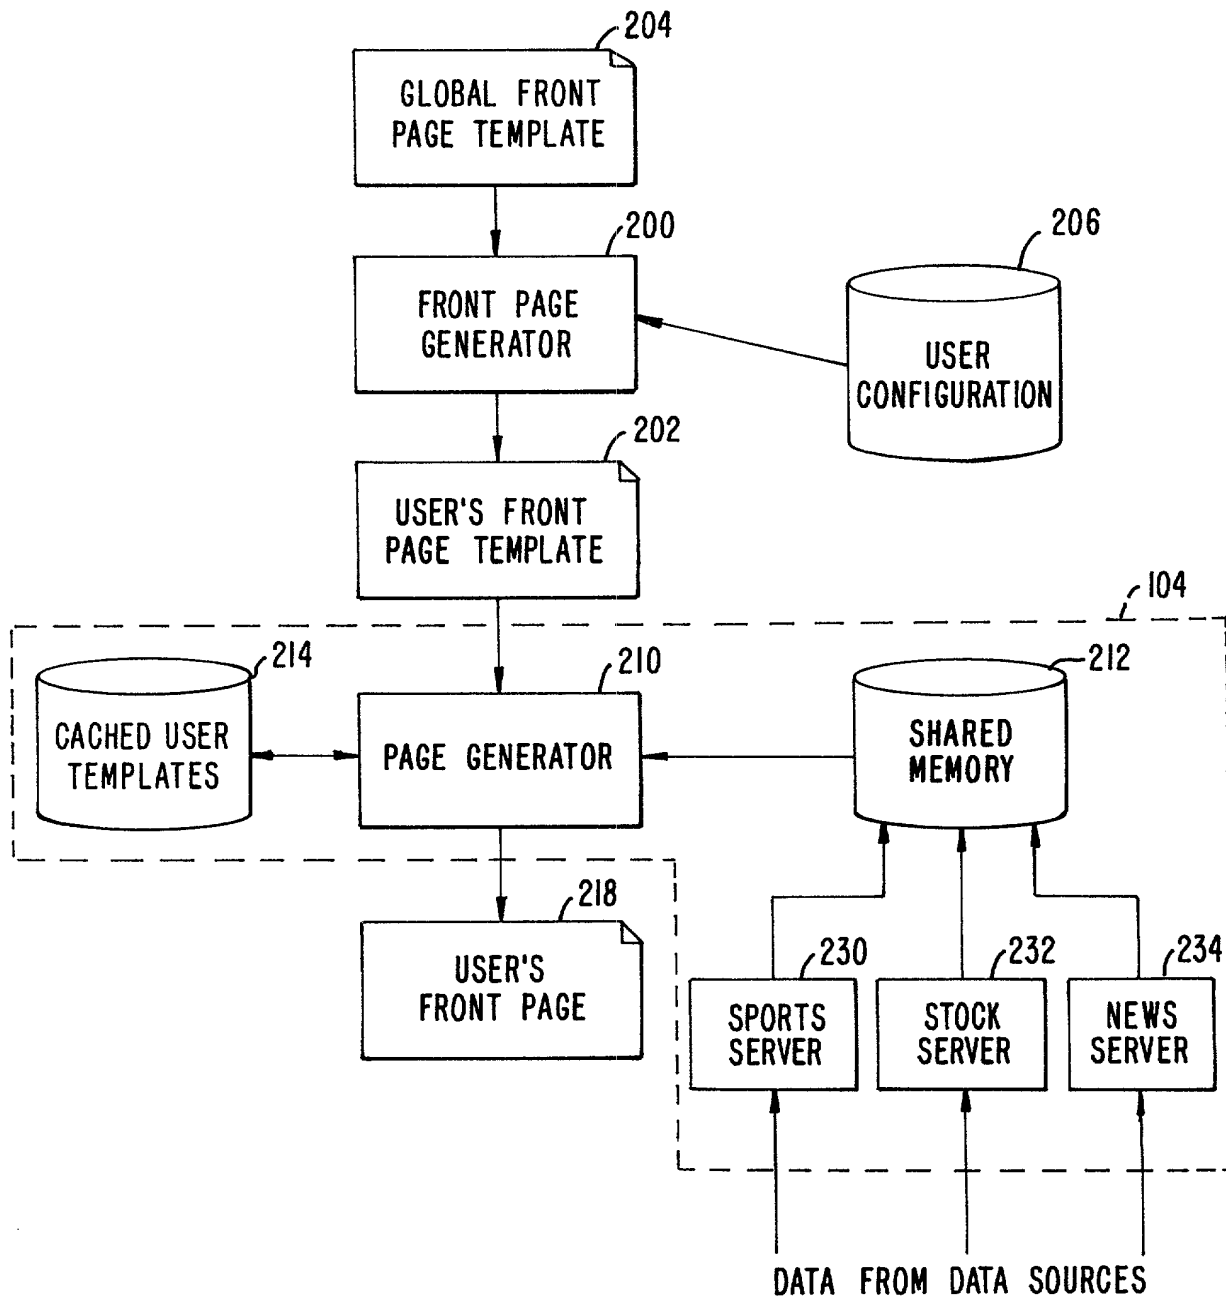 204
GLOBAL FRONT
PAGE TEMPLATE
200
FRONT PAGE
GENERATOR
206
USER
CONFIGURATION
202
USER'S FRONT
PAGE TEMPLATE
104
214
CACHED USER
TEMPLATES
210
PAGE GENERATOR
212
SHARED
MEMORY
218
USER'S
FRONT PAGE
230
SPORTS
SERVER
232
STOCK
SERVER
234
NEWS
SERVER
DATA FROM DATA SOURCES